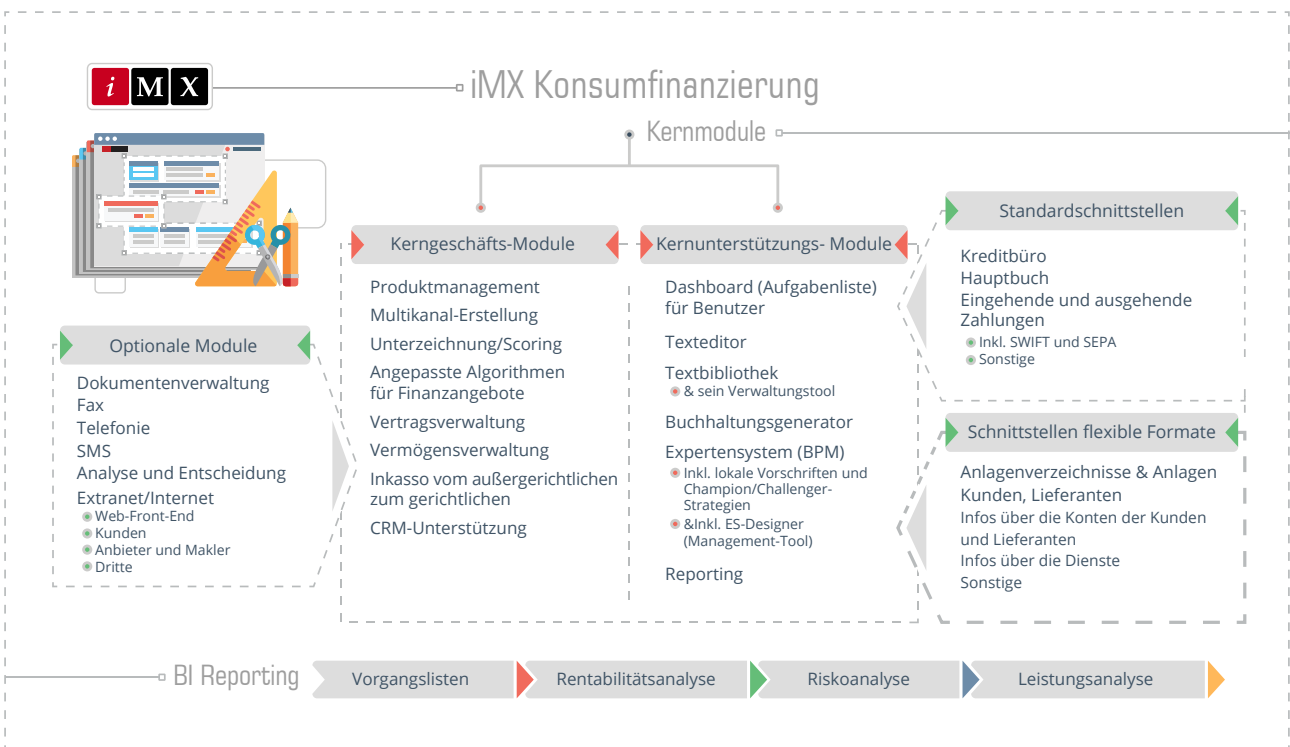 iMX
iMX Konsumfinanzierung
Kernmodule
Kerngeschäfts-Module
Produktmanagement
Multikanal-Erstellung
Unterzeichnung/Scoring
Angepasste Algorithmen
für Finanzangebote
Vertragsverwaltung
Vermögensverwaltung
Inkasso vom außergerichtlichen
zum gerichtlichen
CRM-Unterstützung
Kernunterstützungs- Module
Dashboard (Aufgabenliste)
für Benutzer
Texteditor
Textbibliothek
& sein Verwaltungstool
Buchhaltungsgenerator
Expertensystem (BPM)
Inkl. lokale Vorschriften und
Champion/Challenger-
Strategien
&Inkl. ES-Designer
(Management-Tool)
Reporting
Standardschnittstellen
Kreditbüro
Hauptbuch
Eingehende und ausgehende
Zahlungen
Inkl. SWIFT und SEPA
Sonstige
Schnittstellen flexible Formate
Anlagenverzeichnisse & Anlagen
Kunden, Lieferanten
Infos über die Konten der Kunden
und Lieferanten
Infos über die Dienste
Sonstige
Optionale Module
Dokumentenverwaltung
Fax
Telefonie
SMS
Analyse und Entscheidung
Extranet/Internet
Web-Front-End
Kunden
Anbieter und Makler
Dritte
BI Reporting
Vorgangslisten
Rentabilitätsanalyse
Riskoanalyse
Leistungsanalyse